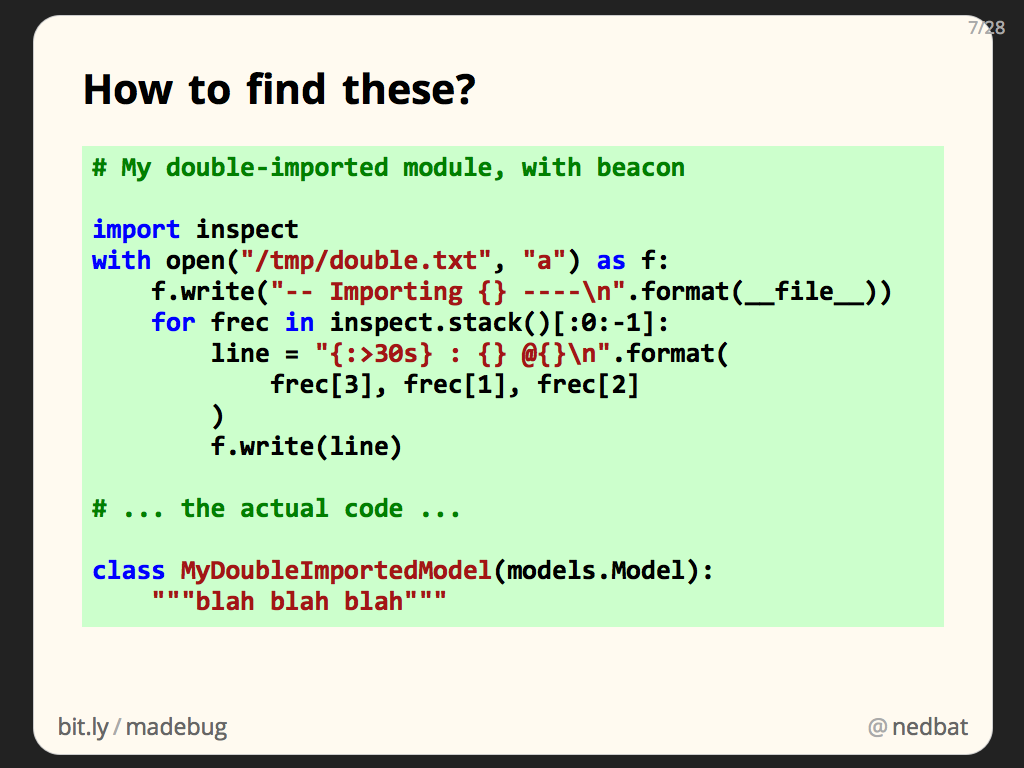 7/28
How to find these?
# My double-imported module, with beacon
import inspect
with open("/tmp/double.txt", "a") as f:
    f.write("-- Importing {} ----\n".format(__file__))
    for frec in inspect.stack()[:0:-1]:
        line = "{:>30s} : {} @{}\n".format(
            frec[3], frec[1], frec[2]
        )
        f.write(line)
# ... the actual code ...
class MyDoubleImportedModel(models.Model):
    """blah blah blah"""
bit.ly/madebug
@nedbat